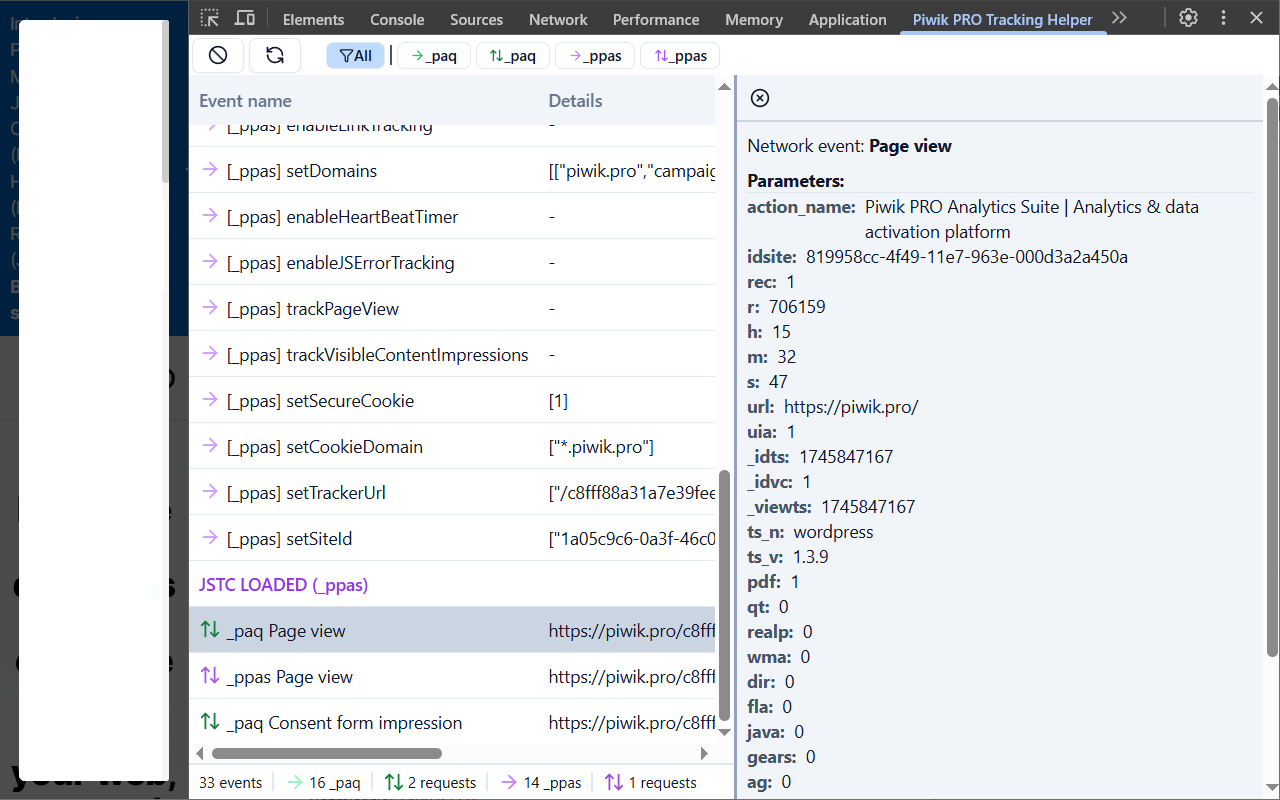 Elements Console Sources Network Performance Memory Application Piwik PRO Tracking Helper
All _paq _paq _ppas _ppas
Event name Details
[_ppas] enableLinkTracking -
[_ppas] setDomains [["piwik.pro","campaig
[_ppas] enableHeartBeatTimer -
[_ppas] enableJSErrorTracking -
[_ppas] trackPageView -
[_ppas] trackVisibleContentImpressions -
[_ppas] setSecureCookie [1]
[_ppas] setCookieDomain ["*.piwik.pro"]
[_ppas] setTrackerUrl ["/c8fff88a31a7e39fee
[_ppas] setSiteId ["1a05c9c6-0a3f-46c0
JSTC LOADED (_ppas)
_paq Page view https://piwik.pro/c8fff
_ppas Page view https://piwik.pro/c8fff
_paq Consent form impression https://piwik.pro/c8fff
33 events 16 _paq 2 requests 14 _ppas 1 requests
Network event: Page view
Parameters:
action_name: Piwik PRO Analytics Suite | Analytics & data
activation platform
idsite: 819958cc-4f49-11e7-963e-000d3a2a450a
rec: 1
r: 706159
h: 15
m: 32
s: 47
url: https://piwik.pro/
uia: 1
_idts: 1745847167
_idvc: 1
_viewts: 1745847167
ts_n: wordpress
ts_v: 1.3.9
pdf: 1
qt: 0
realp: 0
wma: 0
dir: 0
fla: 0
java: 0
gears: 0
ag: 0